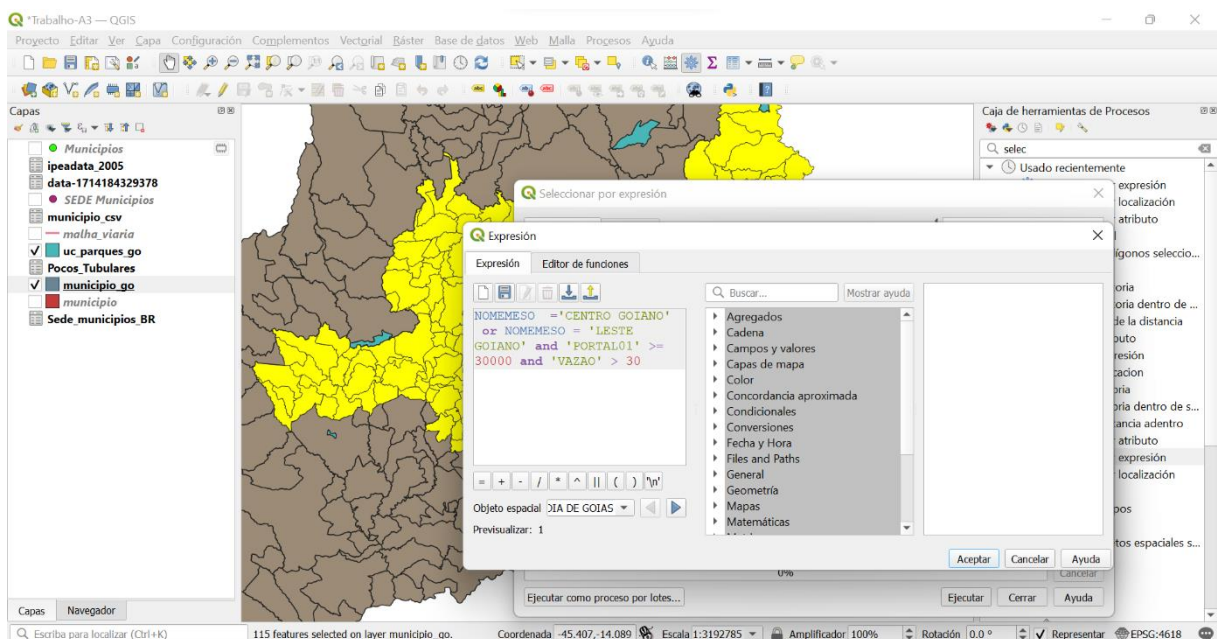 *Trabalho-A3 — QGIS
Proyecto Editar Ver Capa Configuración Complementos Vectorial Ráster Base de datos Web Malla Procesos Ayuda
Capas
Municipios
ipeadata_2005
data-1714184329378
SEDE Municipios
municipio_csv
malha_viaria
uc_parques_go
Pocos_Tubulares
municipio_go
municipio
Sede_municipios_BR
Capas Navegador
Caja de herramientas de Procesos
selec
Usado recientemente
expresión
localización
atributo
ígonos seleccio...
oria
oria dentro de ...
de la distancia
buto
resión
cacion
oria
oria dentro de s...
ancia adentro
atributo
expresión
localización
pos
tos espaciales s...
Seleccionar por expresión
Expresión
Expresión Editor de funciones
NOMEMESO ='CENTRO GOIANO'
or NOMEMESO = 'LESTE
GOIANO' and 'PORTAL01' >=
30000 and 'VAZAO' > 30
= + - / * ^ || ( ) '\n'
Objeto espacial DIA DE GOIAS
Previsualizar: 1
Buscar... Mostrar ayuda
Agregados
Cadena
Campos y valores
Capas de mapa
Color
Concordancia aproximada
Condicionales
Conversiones
Fecha y Hora
Files and Paths
General
Geometría
Mapas
Matemáticas
Aceptar Cancelar Ayuda
0% Cancelar
Ejecutar como proceso por lotes... Ejecutar Cerrar Ayuda
Escriba para localizar (Ctrl+K) 115 features selected on layer municipio_go. Coordenada -45.407,-14.089 Escala 1:3192785 Amplificador 100% Rotación 0.0 ° Representar EPSG:4618